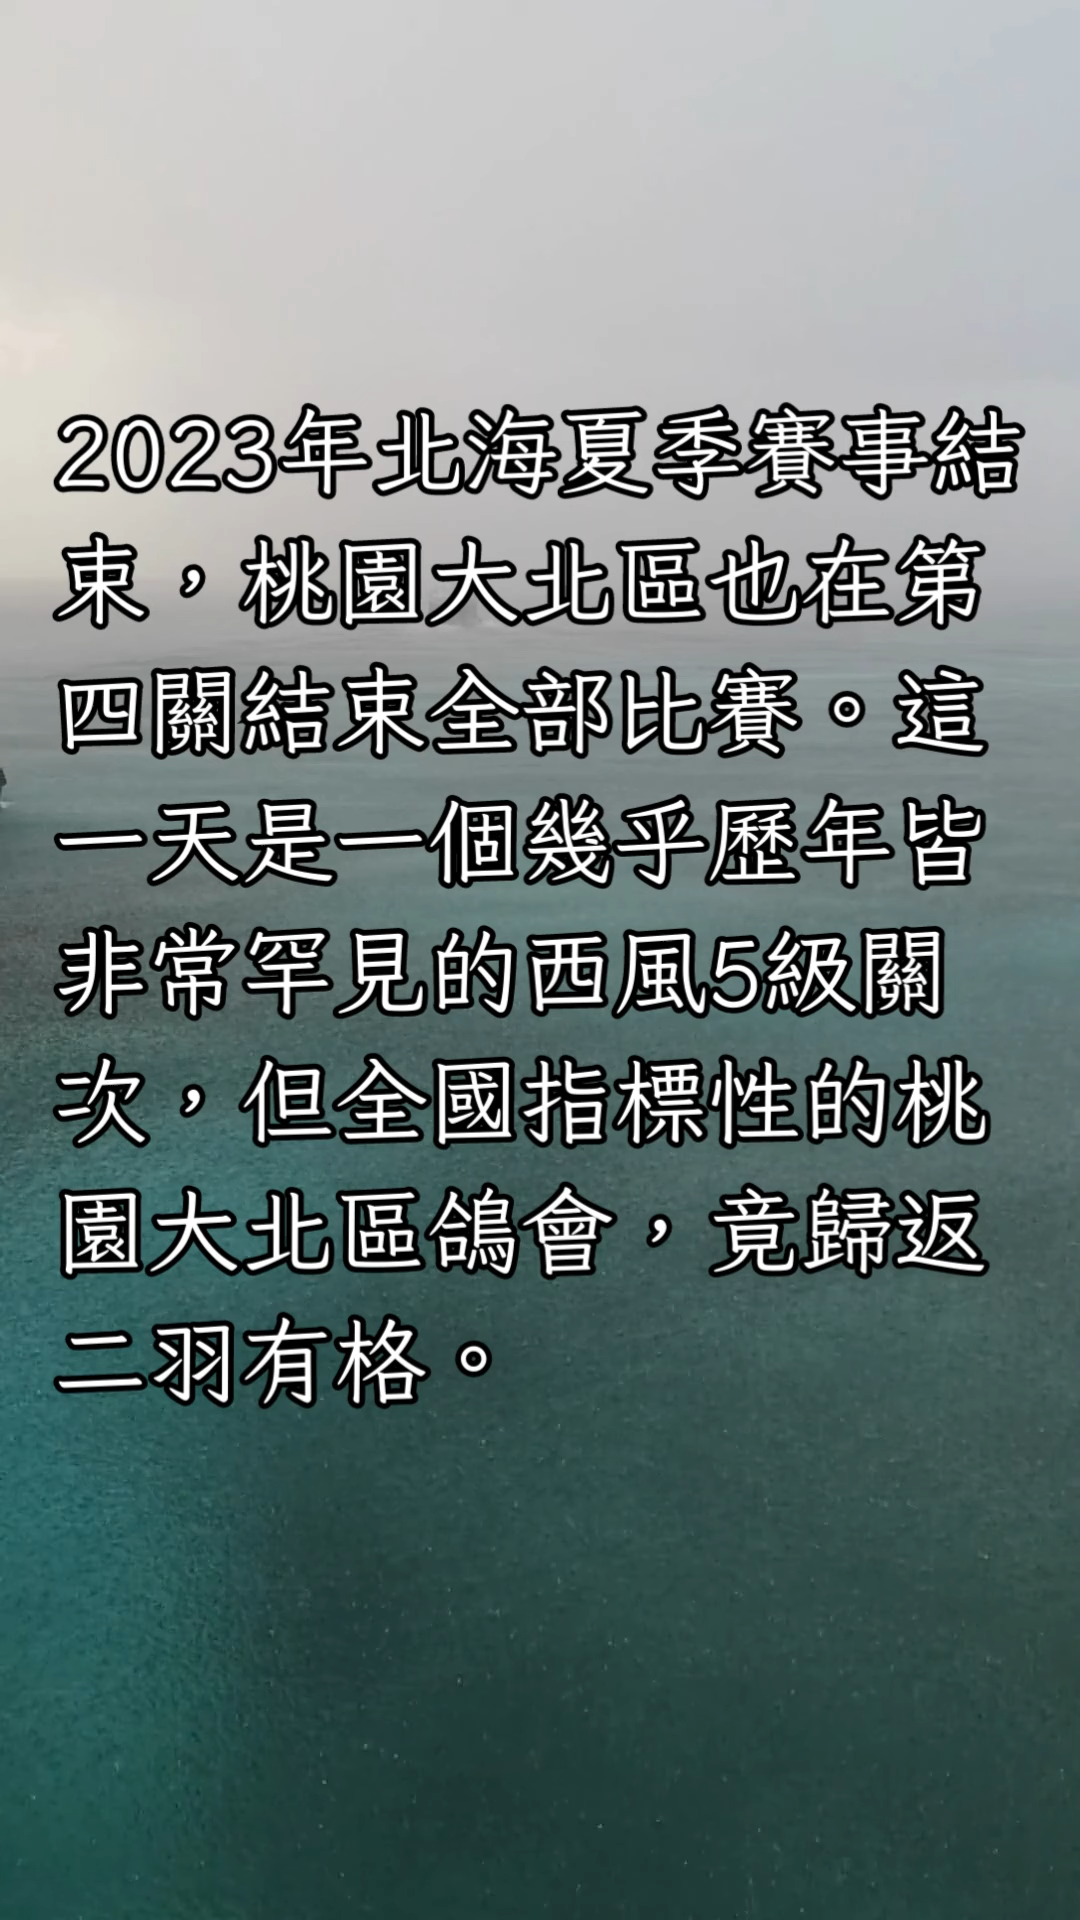 2023年北海夏季賽事結
束，桃園大北區也在第
四關結束全部比賽。這
一天是一個幾乎歷年皆
非常罕見的西風5級關
次，但全國指標性的桃
園大北區鴿會，竟歸返
二羽有格。